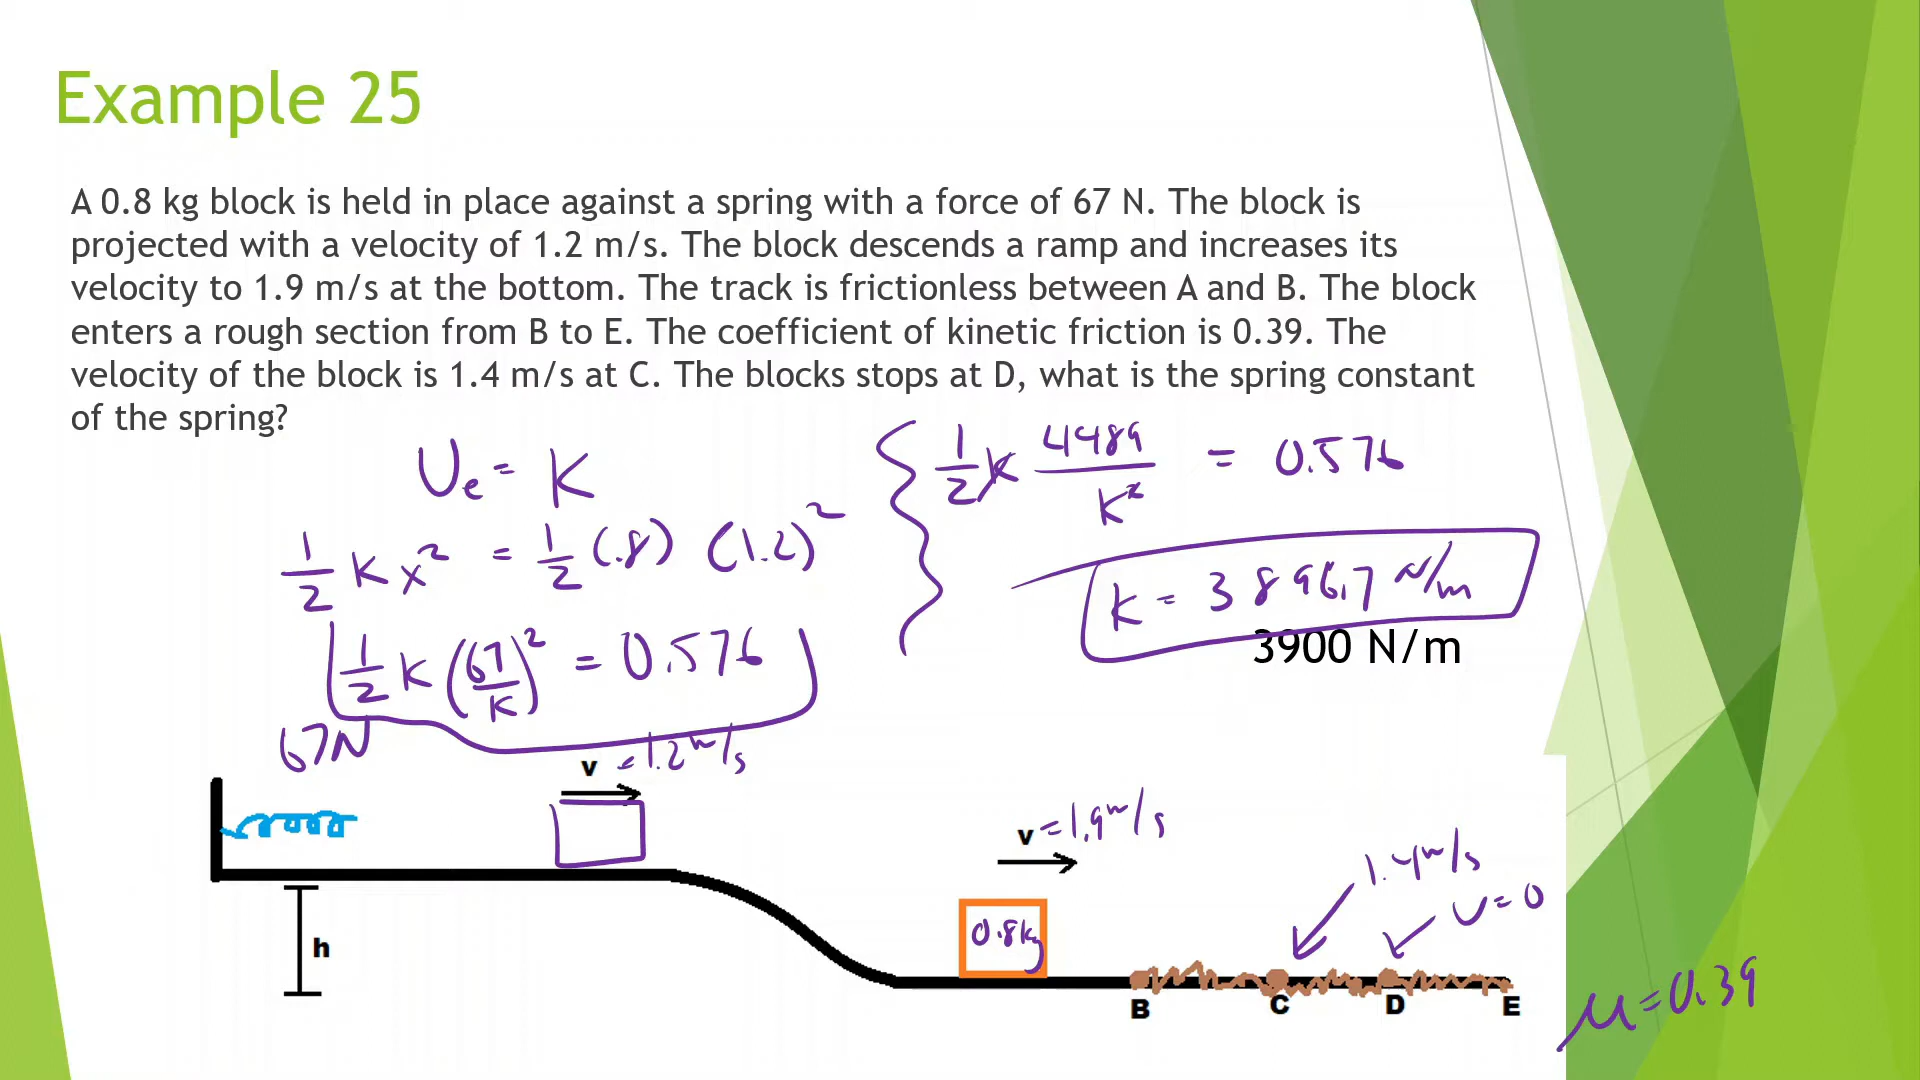 Example 25
A 0.8 kg block is held in place against a spring with a force of 67 N. The block is
projected with a velocity of 1.2 m/s. The block descends a ramp and increases its
velocity to 1.9 m/s at the bottom. The track is frictionless between A and B. The block
enters a rough section from B to E. The coefficient of kinetic friction is 0.39. The
velocity of the block is 1.4 m/s at C. The blocks stops at D, what is the spring constant
of the spring?
Ue = K
1/2 K x² = 1/2 (.8) (1.2)²
1/2 K (67/K)² = 0.576
1/2 K 4489/K² = 0.576
K = 3896.7 N/m
3900 N/m
67N
v = 1.2 m/s
v = 1.9 m/s
1.4 m/s
v = 0
h
0.8kg
B C D E
μ = 0.39